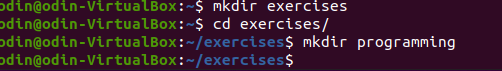 odin@odin-VirtualBox:~$ mkdir exercises
odin@odin-VirtualBox:~$ cd exercises/
odin@odin-VirtualBox:~/exercises$ mkdir programming
odin@odin-VirtualBox:~/exercises$